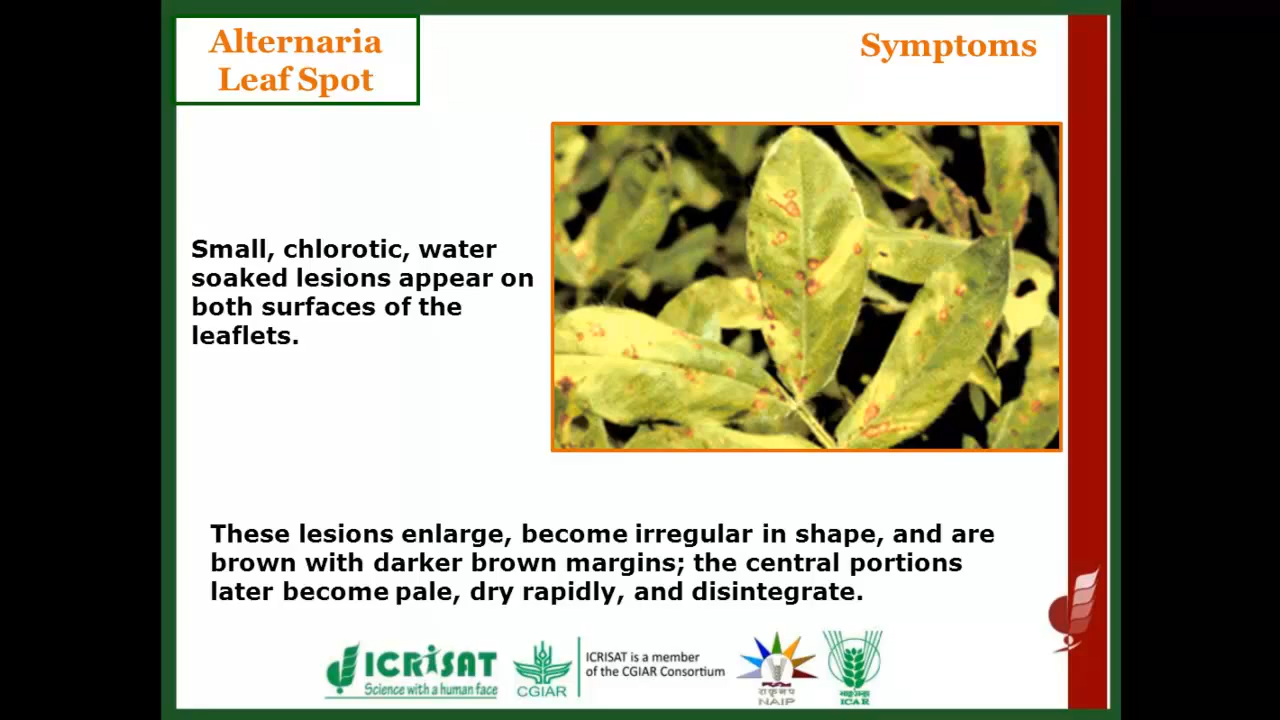 Alternaria
Leaf Spot
Symptoms
Small, chlorotic, water
soaked lesions appear on
both surfaces of the
leaflets.
These lesions enlarge, become irregular in shape, and are
brown with darker brown margins; the central portions
later become pale, dry rapidly, and disintegrate.
ICRISAT
Science with a human face
CGIAR
ICRISAT is a member
of the CGIAR Consortium
NAIP
ICAR